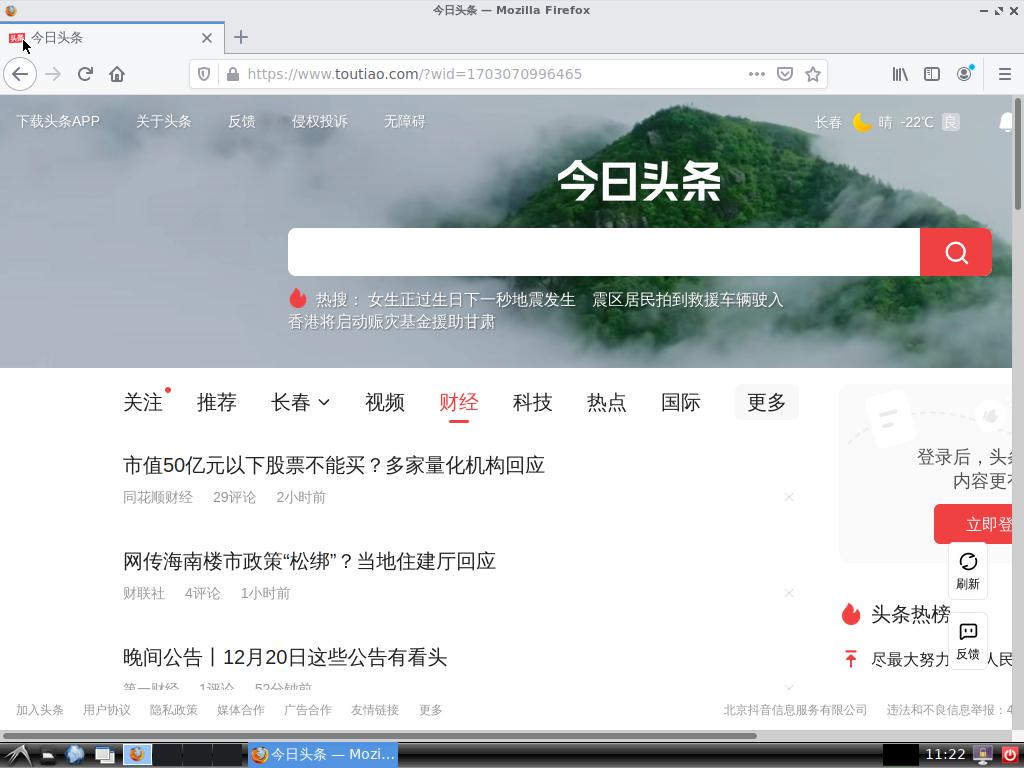 今日头条 — Mozilla Firefox
头条 今日头条
https://www.toutiao.com/?wid=1703070996465
下载头条APP 关于头条 反馈 侵权投诉 无障碍 长春 晴 -22℃ 良
今日头条
热搜： 女生正过生日下一秒地震发生 震区居民拍到救援车辆驶入
香港将启动赈灾基金援助甘肃
关注 推荐 长春 视频 财经 科技 热点 国际 更多
市值50亿元以下股票不能买？多家量化机构回应
同花顺财经 29评论 2小时前
网传海南楼市政策“松绑”？当地住建厅回应
财联社 4评论 1小时前
晚间公告丨12月20日这些公告有看头
第一财经 1评论 52分钟前
登录后，头
内容更
立即登
刷新
头条热榜
反馈
尽最大努力 人民
加入头条 用户协议 隐私政策 媒体合作 广告合作 友情链接 更多 北京抖音信息服务有限公司 违法和不良信息举报：4
今日头条 — Mozi... 11:22